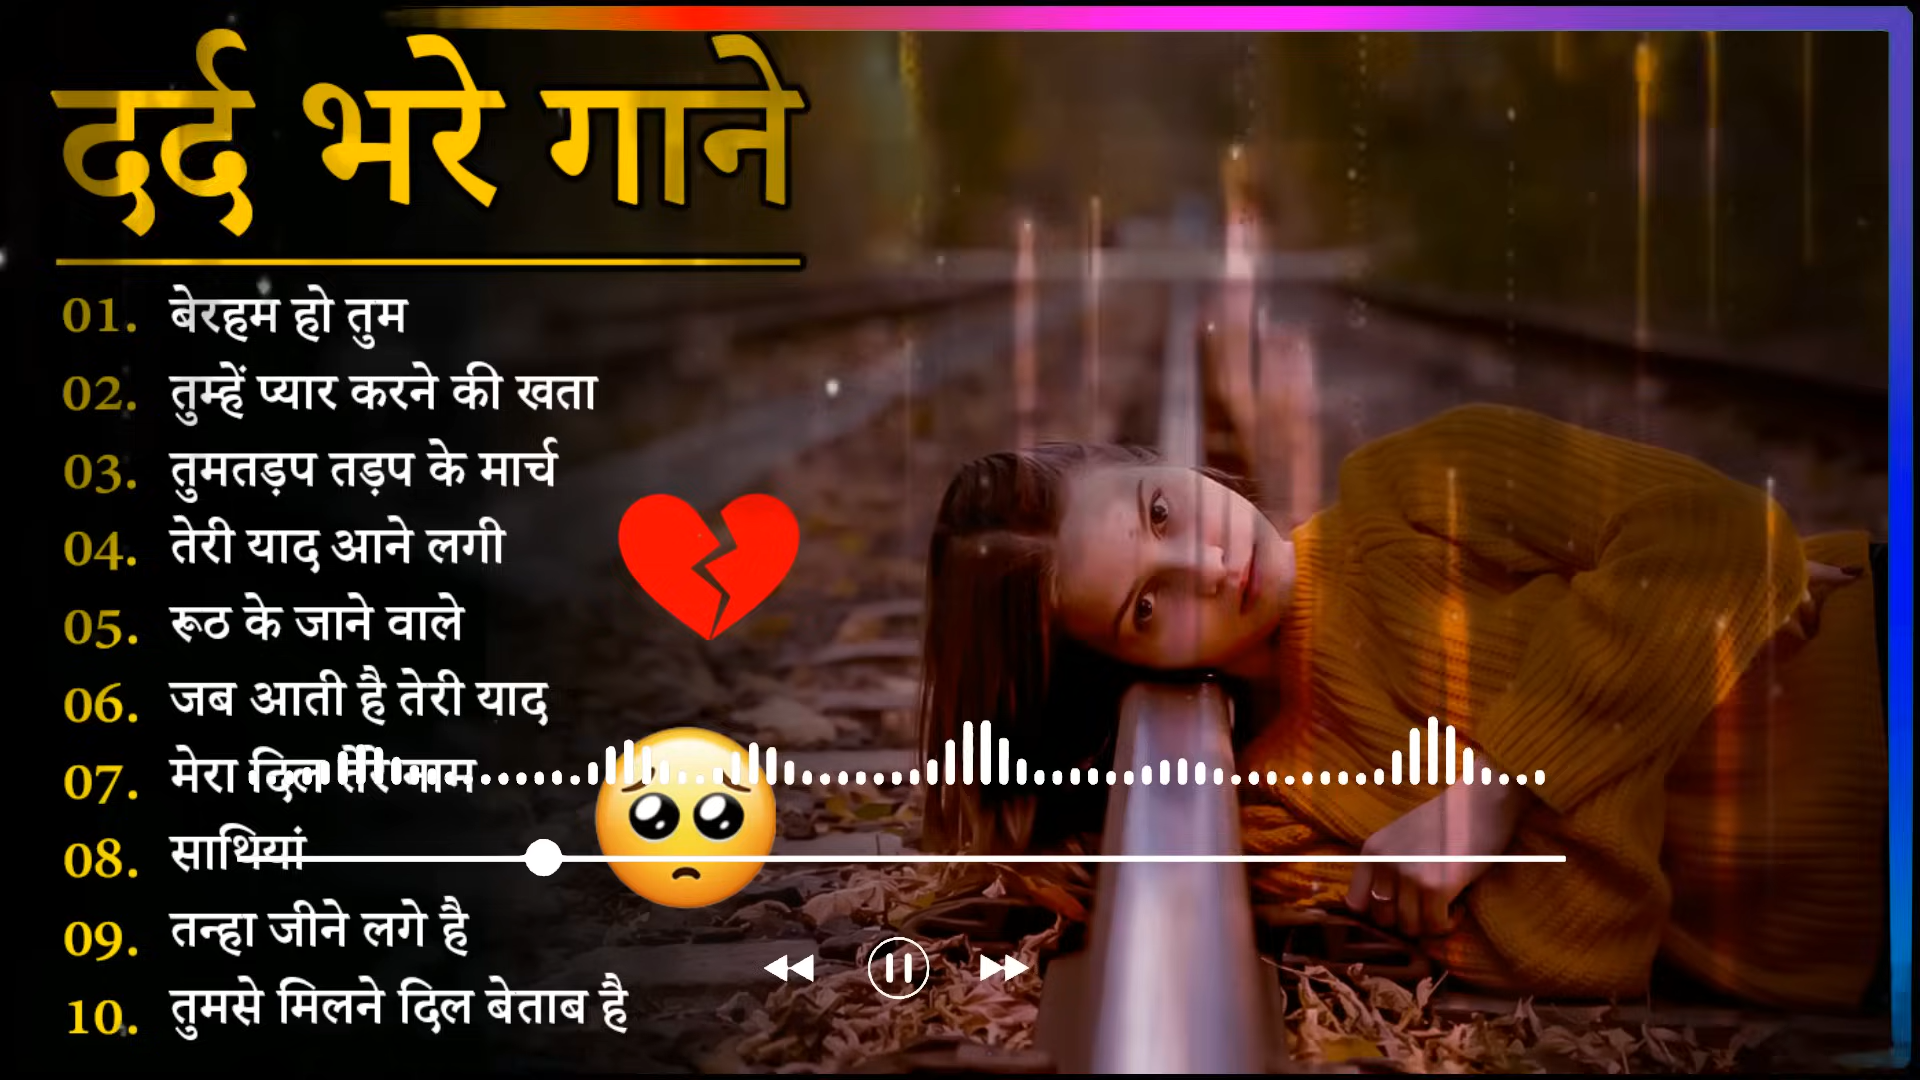 दर्द भरे गाने
01. बेरहम हो तुम
02. तुम्हें प्यार करने की खता
03. तुमतड़प तड़प के मार्च
04. तेरी याद आने लगी
05. रूठ के जाने वाले
06. जब आती है तेरी याद
07. मेरा दिल तेरे नाम
08. साथियां
09. तन्हा जीने लगे है
10. तुमसे मिलने दिल बेताब है